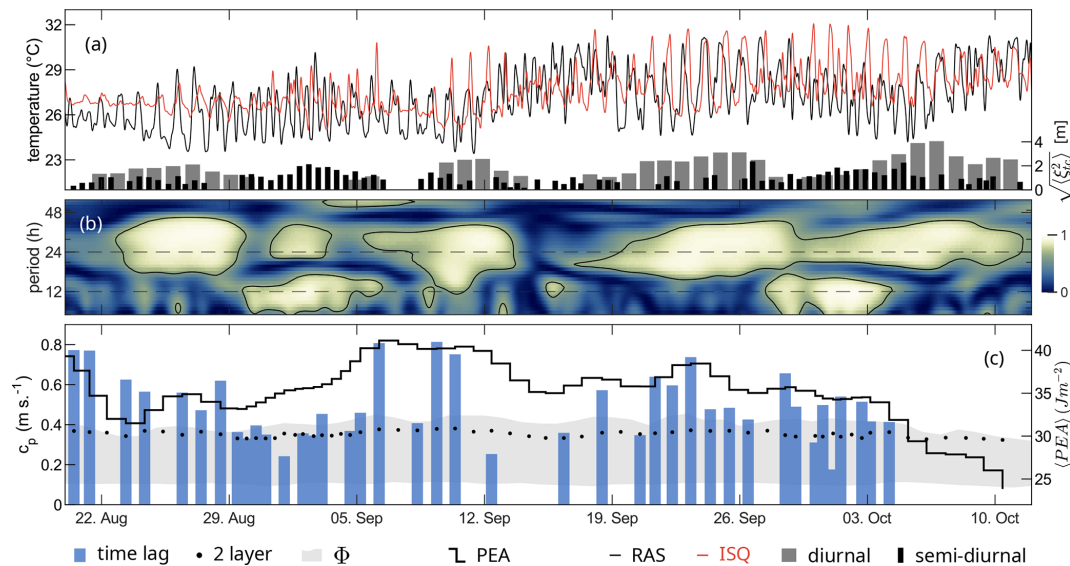 (a)
temperature (°C)
32
29
26
23
4
2
0
√⟨ξ²ᵢc⟩ [m]
(b)
period (h)
48
24
12
1
0
(c)
cₚ (m s.⁻¹)
0.8
0.6
0.4
0.2
0
40
35
30
25
⟨PEA⟩ (Jm⁻²)
22. Aug 29. Aug 05. Sep 12. Sep 19. Sep 26. Sep 03. Oct 10. Oct
time lag 2 layer Φ PEA RAS ISQ diurnal semi-diurnal